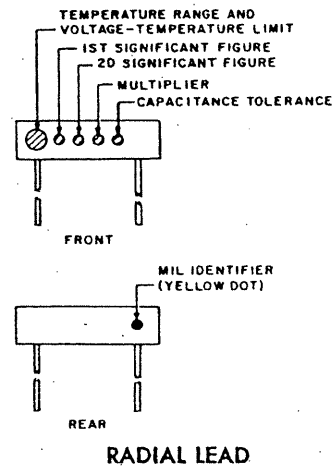 TEMPERATURE RANGE AND
VOLTAGE-TEMPERATURE LIMIT
1ST SIGNIFICANT FIGURE
2D SIGNIFICANT FIGURE
MULTIPLIER
CAPACITANCE TOLERANCE
FRONT
MIL IDENTIFIER
(YELLOW DOT)
REAR
RADIAL LEAD